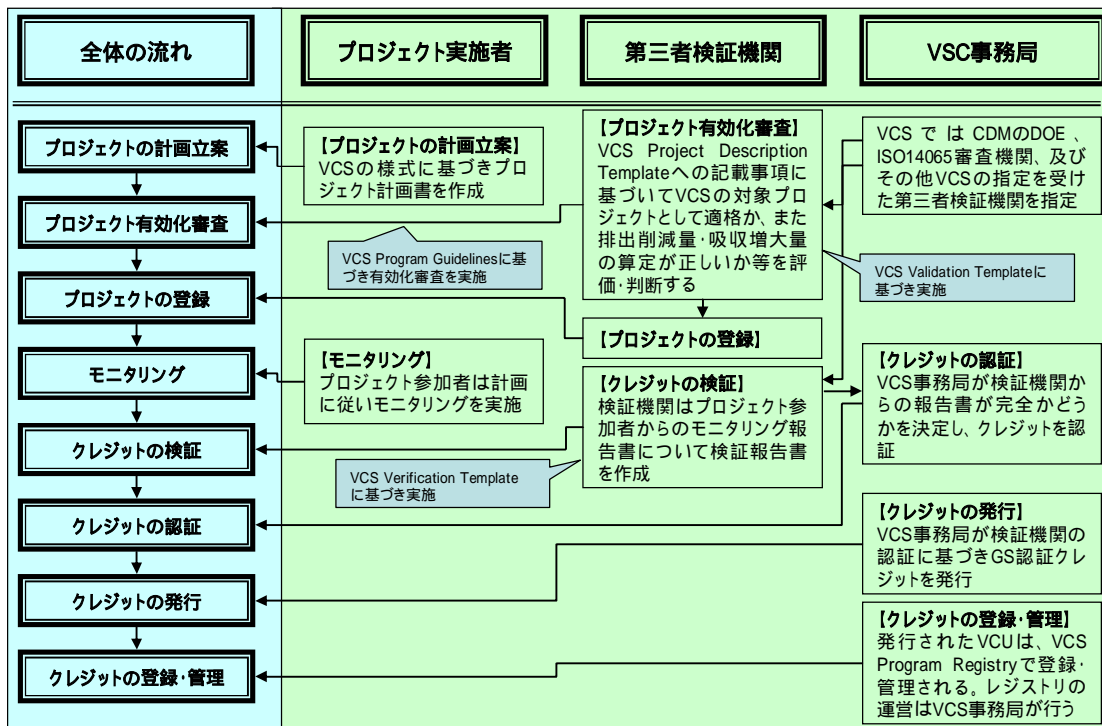 全体の流れ
プロジェクト実施者
第三者検証機関
VSC事務局
プロジェクトの計画立案
プロジェクト有効化審査
プロジェクトの登録
モニタリング
クレジットの検証
クレジットの認証
クレジットの発行
クレジットの登録・管理
【プロジェクトの計画立案】
VCSの様式に基づきプロ
ジェクト計画書を作成
VCS Program Guidelinesに基
づき有効化審査を実施
【モニタリング】
プロジェクト参加者は計画
に従いモニタリングを実施
【プロジェクト有効化審査】
VCS Project Description
Templateへの記載事項に
基づいてVCSの対象プロ
ジェクトとして適格か、また
排出削減量・吸収増大量
の算定が正しいか等を評
価・判断する
【プロジェクトの登録】
【クレジットの検証】
検証機関はプロジェクト参
加者からのモニタリング報
告書について検証報告書
を作成
VCS Verification Template
に基づき実施
VCS では CDMのDOE、
ISO14065審査機関、及び
その他VCSの指定を受け
た第三者検証機関を指定
VCS Validation Templateに
基づき実施
【クレジットの認証】
VCS事務局が検証機関か
らの報告書が完全かどう
かを決定し、クレジットを認
証
【クレジットの発行】
VCS事務局が検証機関の
認証に基づきGS認証クレ
ジットを発行
【クレジットの登録・管理】
発行されたVCUは、VCS
Program Registryで登録・
管理される。レジストリの
運営はVCS事務局が行う